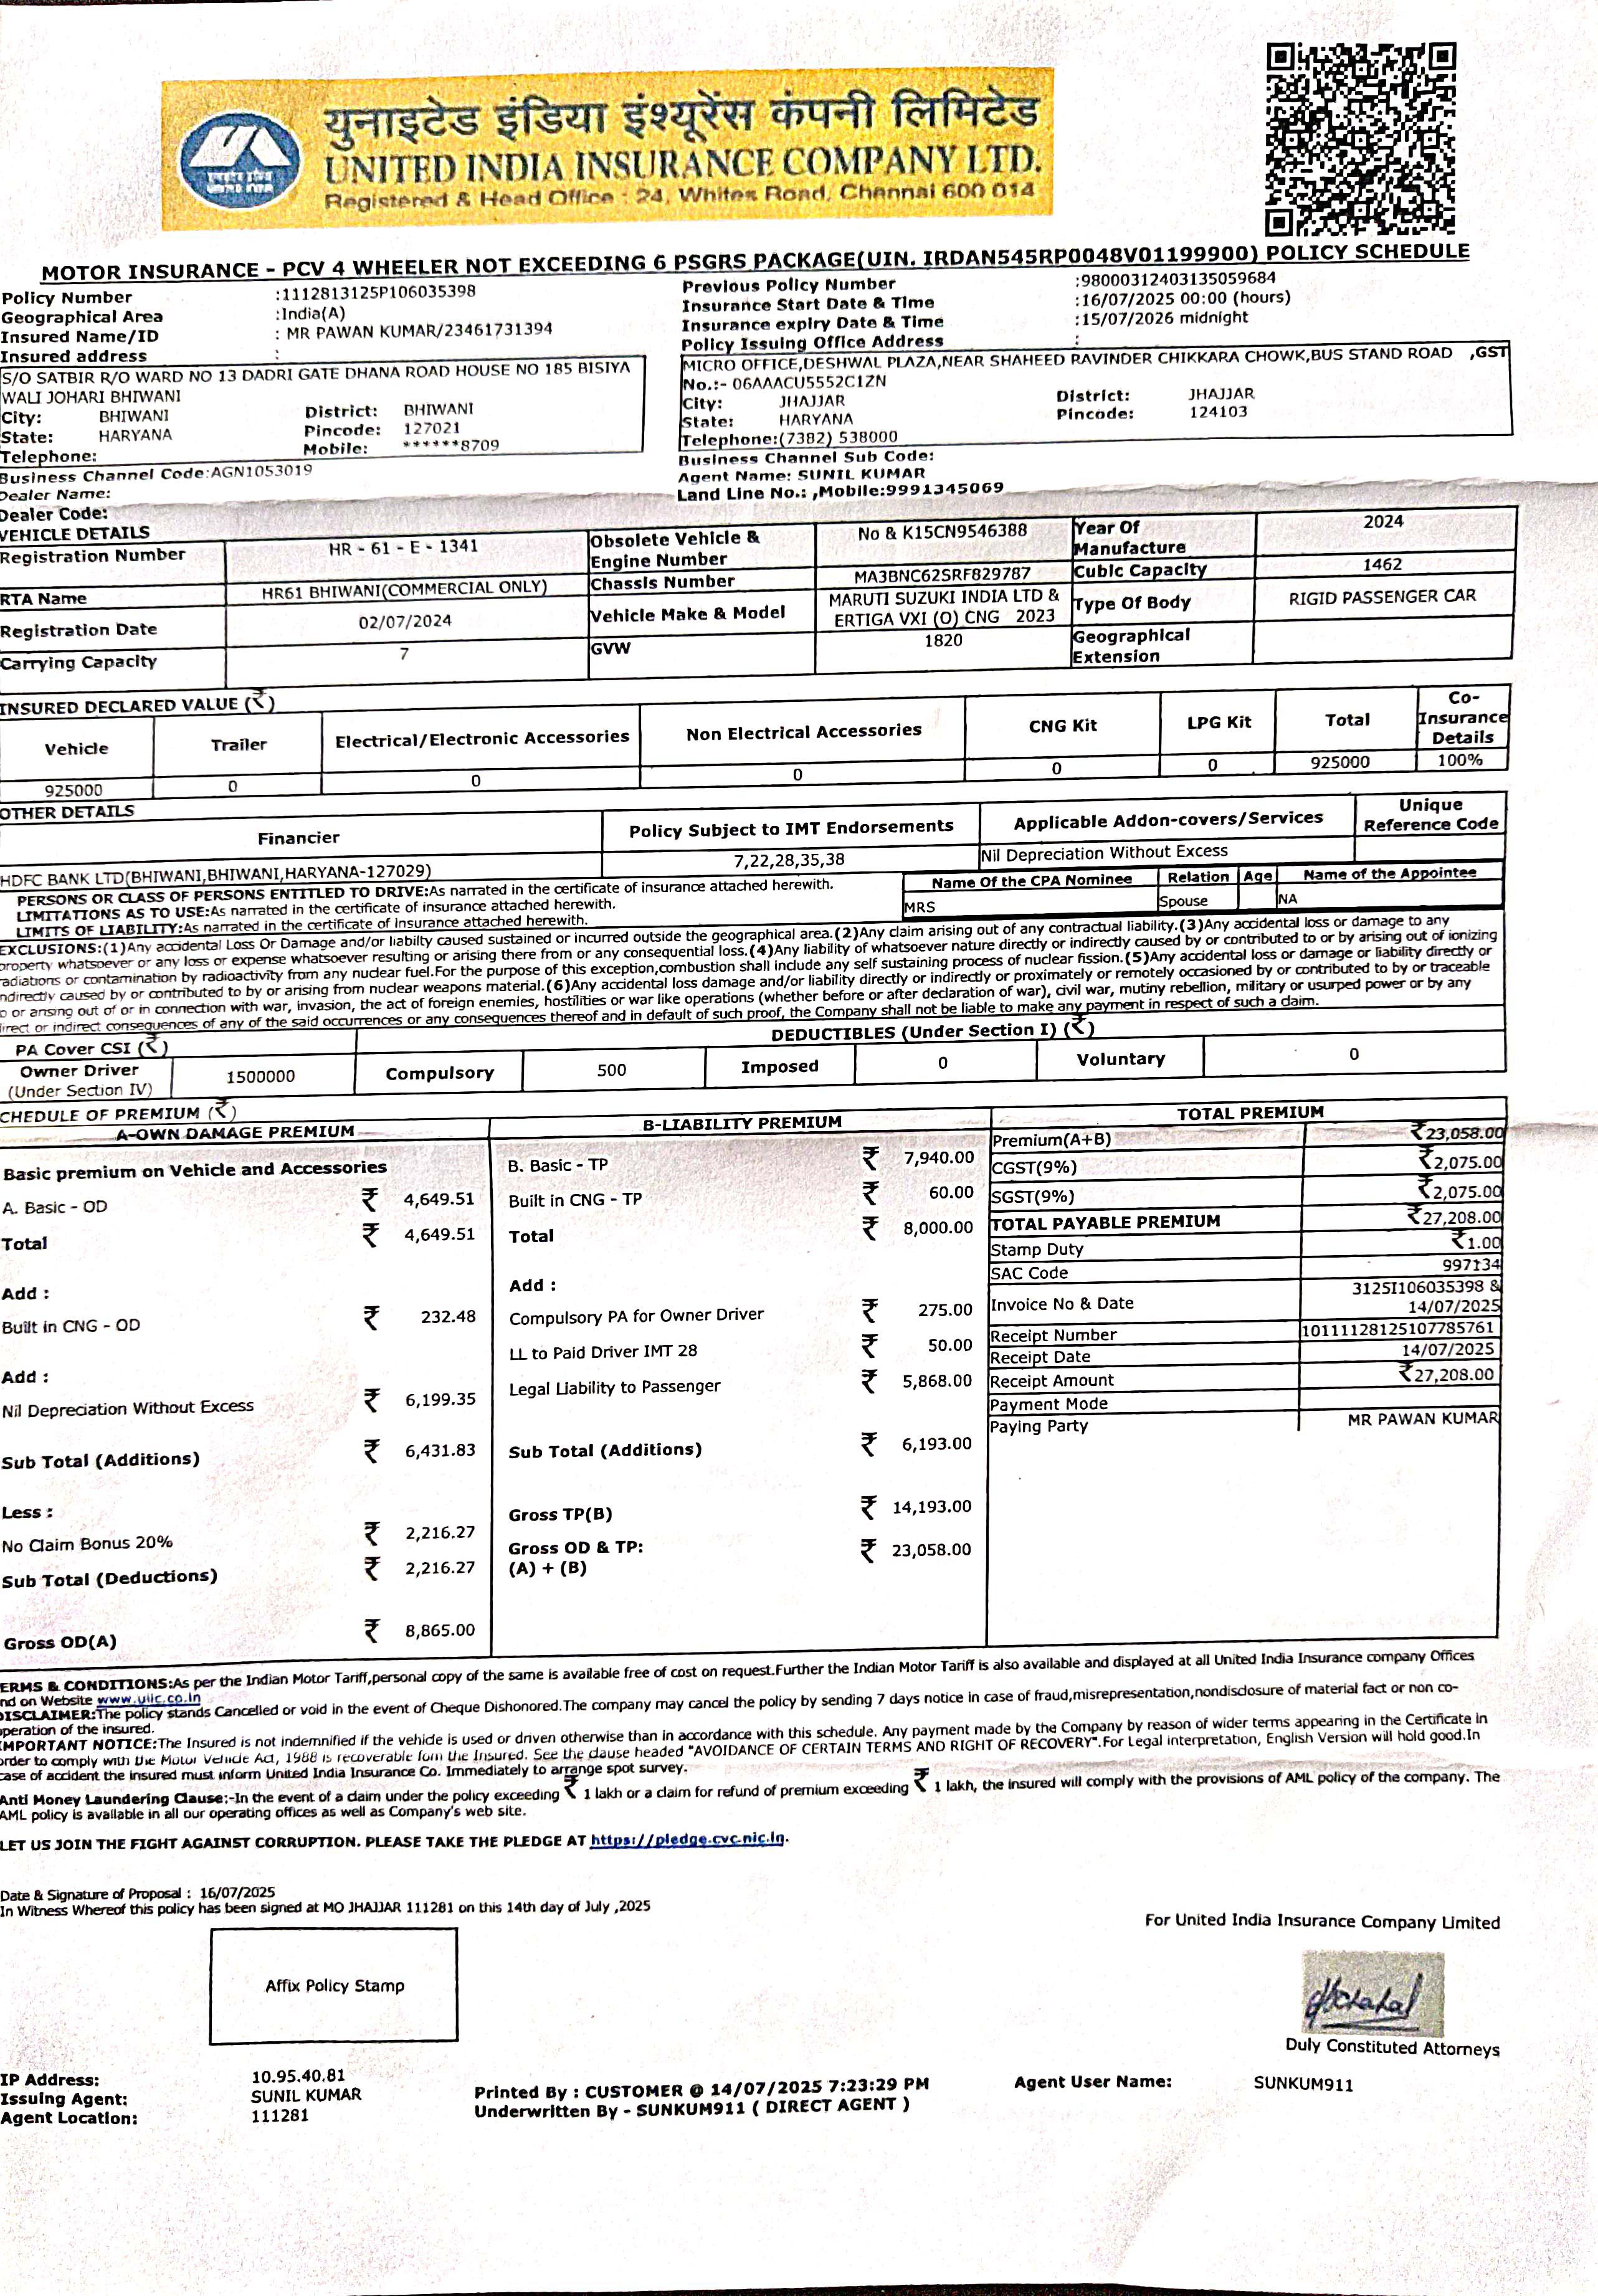 युनाइटेड इंडिया इंश्यूरेंस कंपनी लिमिटेड
UNITED INDIA INSURANCE COMPANY LTD.
Registered & Head Office : 24, Whites Road, Chennai 600 014
MOTOR INSURANCE - PCV 4 WHEELER NOT EXCEEDING 6 PSGRS PACKAGE(UIN. IRDAN545RP0048V01199900) POLICY SCHEDULE
Policy Number :1112813125P106035398
Geographical Area :India(A)
Insured Name/ID : MR PAWAN KUMAR/23461731394
Insured address :
S/O SATBIR R/O WARD NO 13 DADRI GATE DHANA ROAD HOUSE NO 185 BISIYA
WALI JOHARI BHIWANI
City: BHIWANI District: BHIWANI
State: HARYANA Pincode: 127021
Telephone: Mobile: ******8709
Business Channel Code:AGN1053019
Dealer Name:
Dealer Code:
Previous Policy Number :98000312403135059684
Insurance Start Date & Time :16/07/2025 00:00 (hours)
Insurance expiry Date & Time :15/07/2026 midnight
Policy Issuing Office Address :
MICRO OFFICE,DESHWAL PLAZA,NEAR SHAHEED RAVINDER CHIKKARA CHOWK,BUS STAND ROAD ,GST
No.:- 06AAACU5552C1ZN
City: JHAJJAR District: JHAJJAR
State: HARYANA Pincode: 124103
Telephone:(7382) 538000
Business Channel Sub Code:
Agent Name: SUNIL KUMAR
Land Line No.: ,Mobile:9991345069
VEHICLE DETAILS
Registration Number HR - 61 - E - 1341 Obsolete Vehicle & Engine Number No & K15CN9546388 Year Of Manufacture 2024
RTA Name HR61 BHIWANI(COMMERCIAL ONLY) Chassis Number MA3BNC62SRF829787 Cubic Capacity 1462
Registration Date 02/07/2024 Vehicle Make & Model MARUTI SUZUKI INDIA LTD & ERTIGA VXI (O) CNG 2023 Type Of Body RIGID PASSENGER CAR
Carrying Capacity 7 GVW 1820 Geographical Extension
INSURED DECLARED VALUE (₹)
Vehicle Trailer Electrical/Electronic Accessories Non Electrical Accessories CNG Kit LPG Kit Total Co-Insurance Details
925000 0 0 0 0 0 925000 100%
OTHER DETAILS
Financier Policy Subject to IMT Endorsements Applicable Addon-covers/Services Unique Reference Code
HDFC BANK LTD(BHIWANI,BHIWANI,HARYANA-127029) 7,22,28,35,38 Nil Depreciation Without Excess
PERSONS OR CLASS OF PERSONS ENTITLED TO DRIVE:As narrated in the certificate of insurance attached herewith.
LIMITATIONS AS TO USE:As narrated in the certificate of insurance attached herewith.
LIMITS OF LIABILITY:As narrated in the certificate of Insurance attached herewith.
Name Of the CPA Nominee Relation Age Name of the Appointee
MRS Spouse NA
EXCLUSIONS:(1)Any accidental Loss Or Damage and/or liabilty caused sustained or incurred outside the geographical area.(2)Any claim arising out of any contractual liability.(3)Any accidental loss or damage to any
property whatsoever or any loss or expense whatsoever resulting or arising there from or any consequential loss.(4)Any liability of whatsoever nature directly or indirectly caused by or contributed to or by arising out of ionizing
radiations or contamination by radioactivity from any nuclear fuel.For the purpose of this exception,combustion shall include any self sustaining process of nuclear fission.(5)Any accidental loss or damage or liability directly or
ndirectly caused by or contributed to by or arising from nuclear weapons material.(6)Any accidental loss damage and/or liability directly or indirectly or proximately or remotely occasioned by or contributed to by or traceable
o or arising out of or in connection with war, invasion, the act of foreign enemies, hostilities or war like operations (whether before or after declaration of war), civil war, mutiny rebellion, military or usurped power or by any
irect or indirect consequences of any of the said occurrences or any consequences thereof and in default of such proof, the Company shall not be liable to make any payment in respect of such a claim.
PA Cover CSI (₹) DEDUCTIBLES (Under Section I) (₹)
Owner Driver (Under Section IV) 1500000 Compulsory 500 Imposed 0 Voluntary 0
CHEDULE OF PREMIUM (₹)
A-OWN DAMAGE PREMIUM
Basic premium on Vehicle and Accessories
A. Basic - OD ₹ 4,649.51
Total ₹ 4,649.51
Add :
Built in CNG - OD ₹ 232.48
Add :
Nil Depreciation Without Excess ₹ 6,199.35
Sub Total (Additions) ₹ 6,431.83
Less :
No Claim Bonus 20% ₹ 2,216.27
Sub Total (Deductions) ₹ 2,216.27
Gross OD(A) ₹ 8,865.00
B-LIABILITY PREMIUM
B. Basic - TP ₹ 7,940.00
Built in CNG - TP ₹ 60.00
Total ₹ 8,000.00
Add :
Compulsory PA for Owner Driver ₹ 275.00
LL to Paid Driver IMT 28 ₹ 50.00
Legal Liability to Passenger ₹ 5,868.00
Sub Total (Additions) ₹ 6,193.00
Gross TP(B) ₹ 14,193.00
Gross OD & TP: ₹ 23,058.00
(A) + (B)
TOTAL PREMIUM
Premium(A+B) ₹23,058.00
CGST(9%) ₹2,075.00
SGST(9%) ₹2,075.00
TOTAL PAYABLE PREMIUM ₹27,208.00
Stamp Duty ₹1.00
SAC Code 997134
Invoice No & Date 3125I106035398 & 14/07/2025
Receipt Number 10111128125107785761
Receipt Date 14/07/2025
Receipt Amount ₹27,208.00
Payment Mode
Paying Party MR PAWAN KUMAR
ERMS & CONDITIONS:As per the Indian Motor Tariff,personal copy of the same is available free of cost on request.Further the Indian Motor Tariff is also available and displayed at all United India Insurance company Offices
nd on Website www.uiic.co.in
DISCLAIMER:The policy stands Cancelled or void in the event of Cheque Dishonored.The company may cancel the policy by sending 7 days notice in case of fraud,misrepresentation,nondisclosure of material fact or non co-
operation of the insured.
IMPORTANT NOTICE:The Insured is not indemnified if the vehicle is used or driven otherwise than in accordance with this schedule. Any payment made by the Company by reason of wider terms appearing in the Certificate in
order to comply with the Motor Vehicle Act, 1988 is recoverable fom the Insured. See the clause headed "AVOIDANCE OF CERTAIN TERMS AND RIGHT OF RECOVERY".For Legal interpretation, English Version will hold good.In
case of accident the insured must inform United India Insurance Co. Immediately to arrange spot survey.
Anti Money Laundering Clause:-In the event of a claim under the policy exceeding ₹ 1 lakh or a claim for refund of premium exceeding ₹ 1 lakh, the insured will comply with the provisions of AML policy of the company. The
AML policy is available in all our operating offices as well as Company's web site.
LET US JOIN THE FIGHT AGAINST CORRUPTION. PLEASE TAKE THE PLEDGE AT https://pledge.cvc.nic.in.
Date & Signature of Proposal : 16/07/2025
In Witness Whereof this policy has been signed at MO JHAJJAR 111281 on this 14th day of July ,2025
For United India Insurance Company Limited
Affix Policy Stamp
Duly Constituted Attorneys
IP Address: 10.95.40.81
Issuing Agent: SUNIL KUMAR
Agent Location: 111281
Printed By : CUSTOMER @ 14/07/2025 7:23:29 PM
Underwritten By - SUNKUM911 ( DIRECT AGENT )
Agent User Name: SUNKUM911